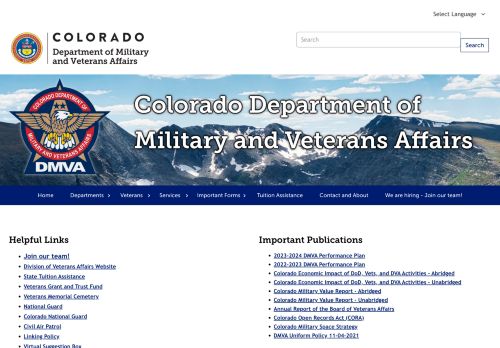 Select Language
COLORADO
Department of Military
and Veterans Affairs
Search
Search
COLORADO DEPARTMENT OF
MILITARY AND VETERANS AFFAIRS
DMVA
Colorado Department of
Military and Veterans Affairs
Home
Departments
Veterans
Services
Important Forms
Tuition Assistance
Contact and About
We are hiring - Join our team!
Helpful Links
Join our team!
Division of Veterans Affairs Website
State Tuition Assistance
Veterans Grant and Trust Fund
Veterans Memorial Cemetery
National Guard
Colorado National Guard
Civil Air Patrol
Linking Policy
Virtual Suggestion Box
Important Publications
2023-2024 DMVA Performance Plan
2022-2023 DMVA Performance Plan
Colorado Economic Impact of DoD, Vets, and DVA Activities - Abridged
Colorado Economic Impact of DoD, Vets, and DVA Activities - Unabridged
Colorado Military Value Report - Abridged
Colorado Military Value Report - Unabridged
Annual Report of the Board of Veterans Affairs
Colorado Open Records Act (CORA)
Colorado Military Space Strategy
DMVA Uniform Policy 11-04-2021